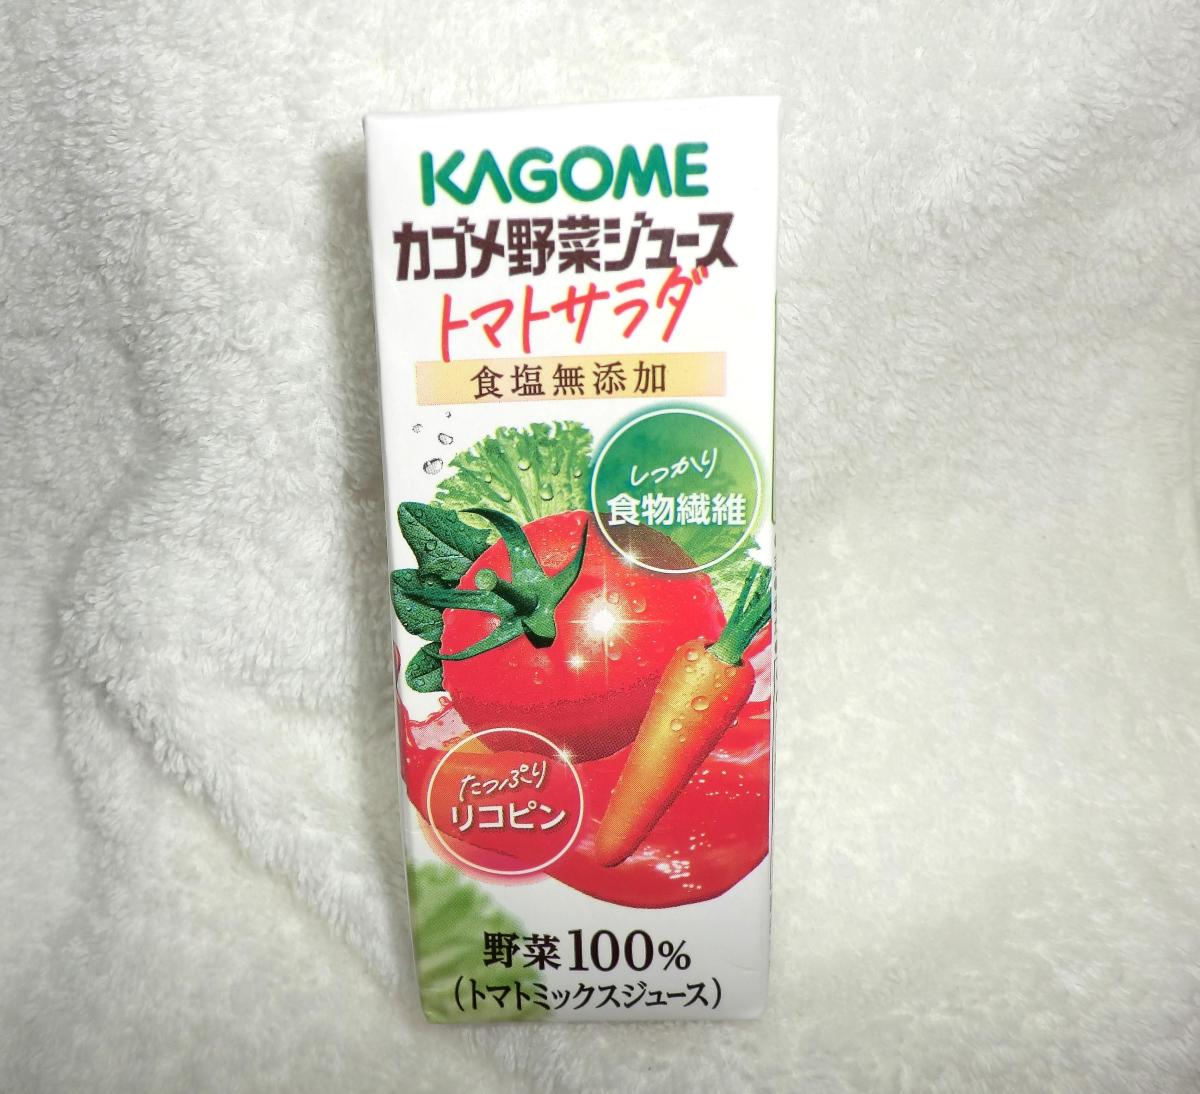 KAGOME
カゴメ野菜ジュース
トマトサラダ
食塩無添加
しっかり
食物繊維
たっぷり
リコピン
野菜100%
(トマトミックスジュース)